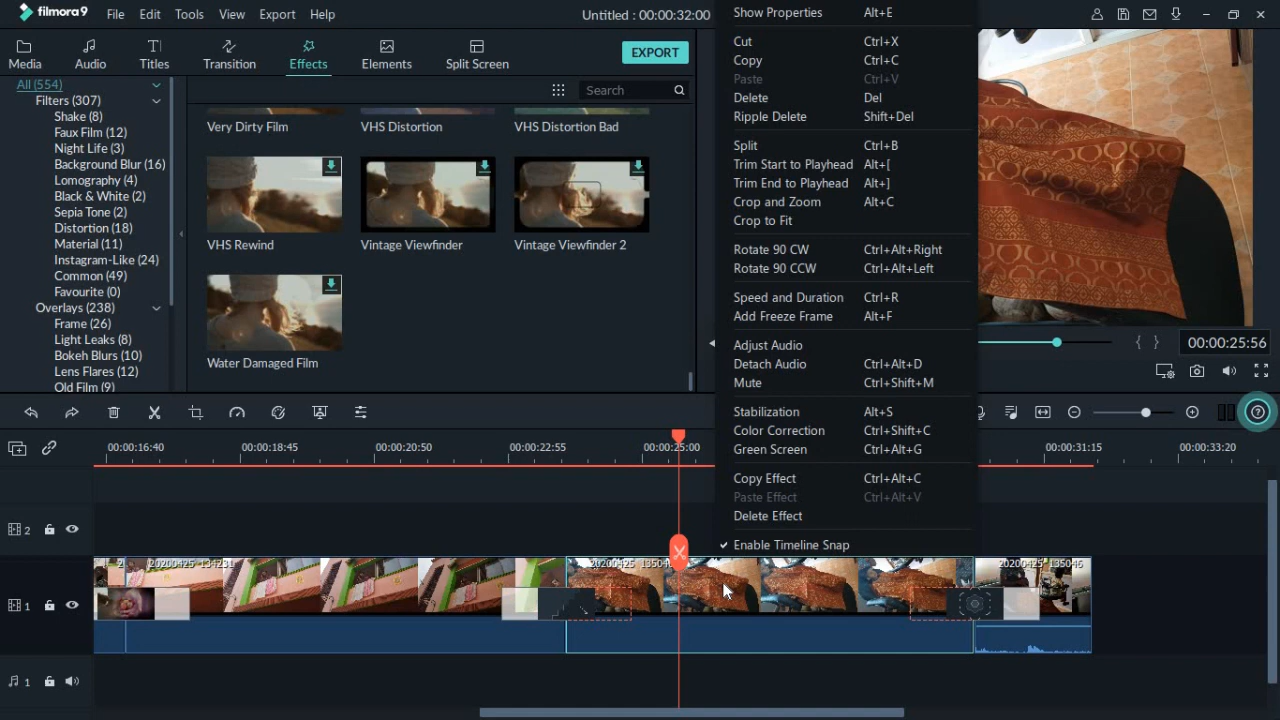 filmora9 File Edit Tools View Export Help Untitled : 00:00:32:00
Media Audio Titles Transition Effects Elements Split Screen EXPORT
All (554)
Filters (307)
Shake (8)
Faux Film (12)
Night Life (3)
Background Blur (16)
Lomography (4)
Black & White (2)
Sepia Tone (2)
Distortion (18)
Material (11)
Instagram-Like (24)
Common (49)
Favourite (0)
Overlays (238)
Frame (26)
Light Leaks (8)
Bokeh Blurs (10)
Lens Flares (12)
Old Film (9)
Search
Very Dirty Film VHS Distortion VHS Distortion Bad
VHS Rewind Vintage Viewfinder Vintage Viewfinder 2
Water Damaged Film
Show Properties Alt+E
Cut Ctrl+X
Copy Ctrl+C
Paste Ctrl+V
Delete Del
Ripple Delete Shift+Del
Split Ctrl+B
Trim Start to Playhead Alt+[
Trim End to Playhead Alt+]
Crop and Zoom Alt+C
Crop to Fit
Rotate 90 CW Ctrl+Alt+Right
Rotate 90 CCW Ctrl+Alt+Left
Speed and Duration Ctrl+R
Add Freeze Frame Alt+F
Adjust Audio
Detach Audio Ctrl+Alt+D
Mute Ctrl+Shift+M
Stabilization Alt+S
Color Correction Ctrl+Shift+C
Green Screen Ctrl+Alt+G
Copy Effect Ctrl+Alt+C
Paste Effect Ctrl+Alt+V
Delete Effect
Enable Timeline Snap
{ } 00:00:25:56
00:00:16:40 00:00:18:45 00:00:20:50 00:00:22:55 00:00:25:00 00:00:31:15 00:00:33:20
2
20200425_134231 20200425_135046
1
1